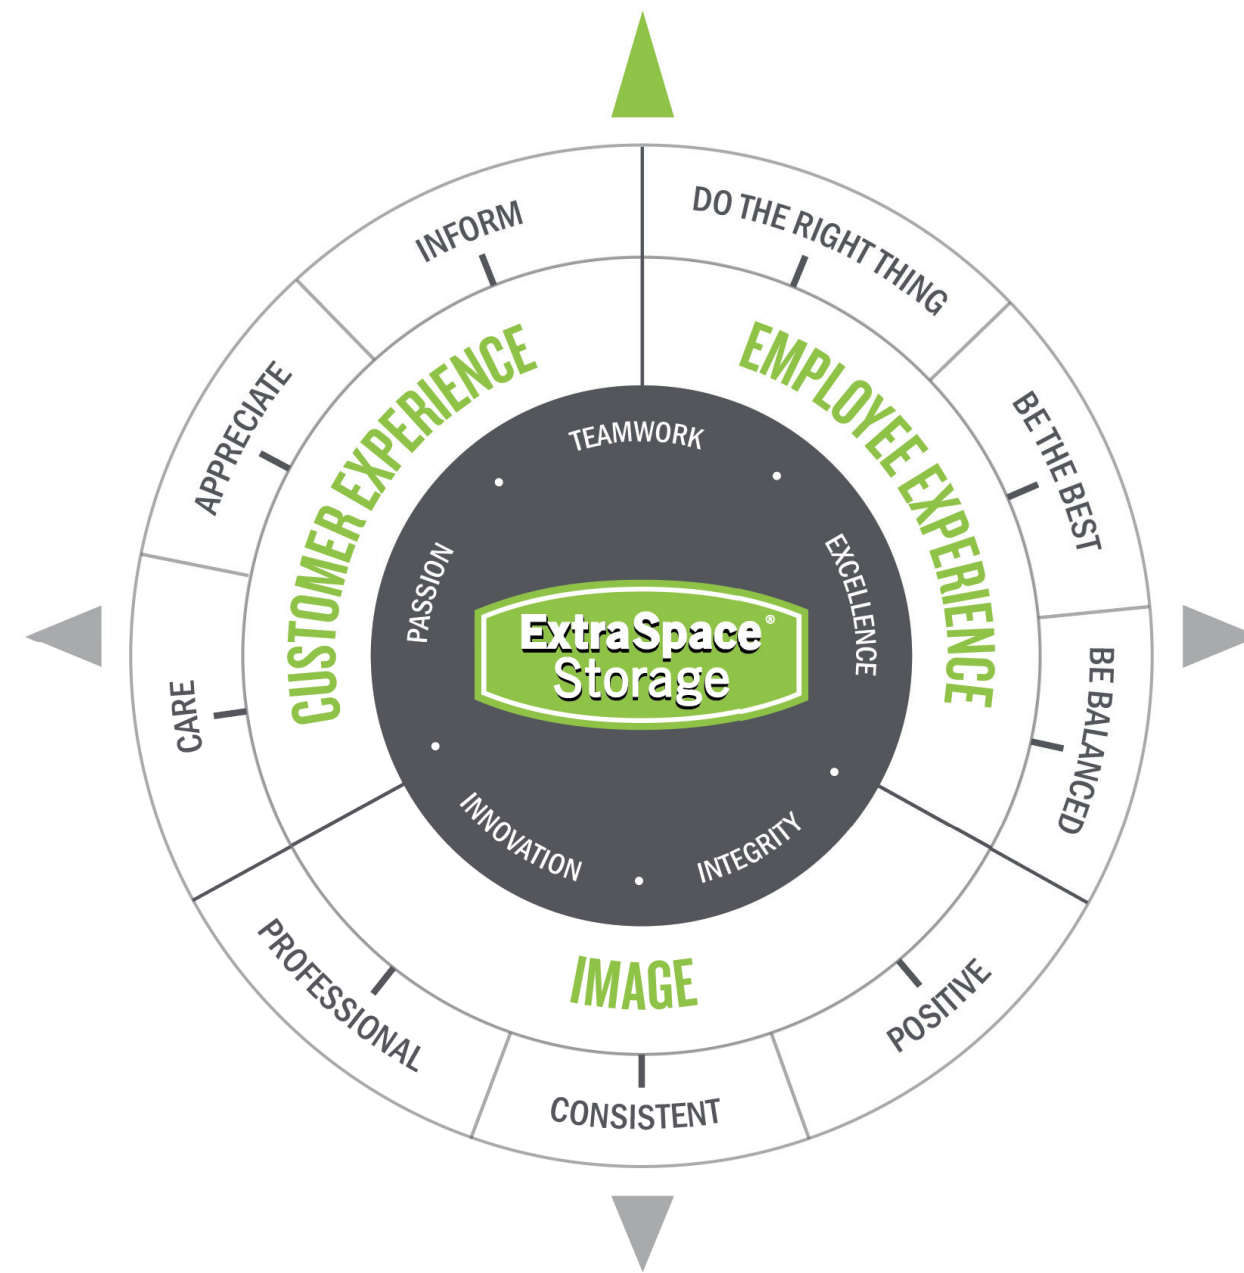 INFORM
DO THE RIGHT THING
APPRECIATE
BE THE BEST
CARE
BE BALANCED
CUSTOMER EXPERIENCE
EMPLOYEE EXPERIENCE
TEAMWORK
PASSION
EXCELLENCE
ExtraSpace®
Storage
INNOVATION
INTEGRITY
IMAGE
PROFESSIONAL
CONSISTENT
POSITIVE